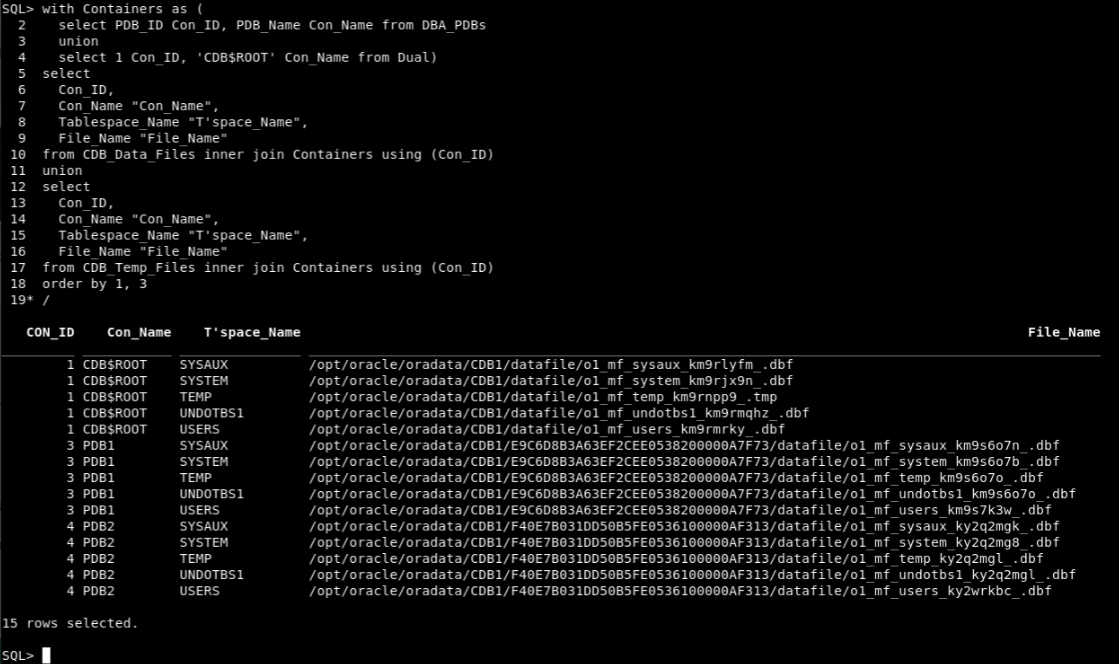 SQL> with Containers as (
  2    select PDB_ID Con_ID, PDB_Name Con_Name from DBA_PDBs
  3    union
  4    select 1 Con_ID, 'CDB$ROOT' Con_Name from Dual)
  5  select
  6    Con_ID,
  7    Con_Name "Con_Name",
  8    Tablespace_Name "T'space_Name",
  9    File_Name "File_Name"
 10  from CDB_Data_Files inner join Containers using (Con_ID)
 11  union
 12  select
 13    Con_ID,
 14    Con_Name "Con_Name",
 15    Tablespace_Name "T'space_Name",
 16    File_Name "File_Name"
 17  from CDB_Temp_Files inner join Containers using (Con_ID)
 18  order by 1, 3
 19* /
CON_ID Con_Name T'space_Name File_Name
1 CDB$ROOT SYSAUX /opt/oracle/oradata/CDB1/datafile/o1_mf_sysaux_km9rlyfm_.dbf
1 CDB$ROOT SYSTEM /opt/oracle/oradata/CDB1/datafile/o1_mf_system_km9rjx9n_.dbf
1 CDB$ROOT TEMP /opt/oracle/oradata/CDB1/datafile/o1_mf_temp_km9rnpp9_.tmp
1 CDB$ROOT UNDOTBS1 /opt/oracle/oradata/CDB1/datafile/o1_mf_undotbs1_km9rmqhz_.dbf
1 CDB$ROOT USERS /opt/oracle/oradata/CDB1/datafile/o1_mf_users_km9rmrky_.dbf
3 PDB1 SYSAUX /opt/oracle/oradata/CDB1/E9C6D8B3A63EF2CEE0538200000A7F73/datafile/o1_mf_sysaux_km9s6o7n_.dbf
3 PDB1 SYSTEM /opt/oracle/oradata/CDB1/E9C6D8B3A63EF2CEE0538200000A7F73/datafile/o1_mf_system_km9s6o7b_.dbf
3 PDB1 TEMP /opt/oracle/oradata/CDB1/E9C6D8B3A63EF2CEE0538200000A7F73/datafile/o1_mf_temp_km9s6o7o_.dbf
3 PDB1 UNDOTBS1 /opt/oracle/oradata/CDB1/E9C6D8B3A63EF2CEE0538200000A7F73/datafile/o1_mf_undotbs1_km9s6o7o_.dbf
3 PDB1 USERS /opt/oracle/oradata/CDB1/E9C6D8B3A63EF2CEE0538200000A7F73/datafile/o1_mf_users_km9s7k3w_.dbf
4 PDB2 SYSAUX /opt/oracle/oradata/CDB1/F40E7B031DD50B5FE0536100000AF313/datafile/o1_mf_sysaux_ky2q2mgk_.dbf
4 PDB2 SYSTEM /opt/oracle/oradata/CDB1/F40E7B031DD50B5FE0536100000AF313/datafile/o1_mf_system_ky2q2mg8_.dbf
4 PDB2 TEMP /opt/oracle/oradata/CDB1/F40E7B031DD50B5FE0536100000AF313/datafile/o1_mf_temp_ky2q2mgl_.dbf
4 PDB2 UNDOTBS1 /opt/oracle/oradata/CDB1/F40E7B031DD50B5FE0536100000AF313/datafile/o1_mf_undotbs1_ky2q2mgl_.dbf
4 PDB2 USERS /opt/oracle/oradata/CDB1/F40E7B031DD50B5FE0536100000AF313/datafile/o1_mf_users_ky2wrkbc_.dbf
15 rows selected.
SQL>